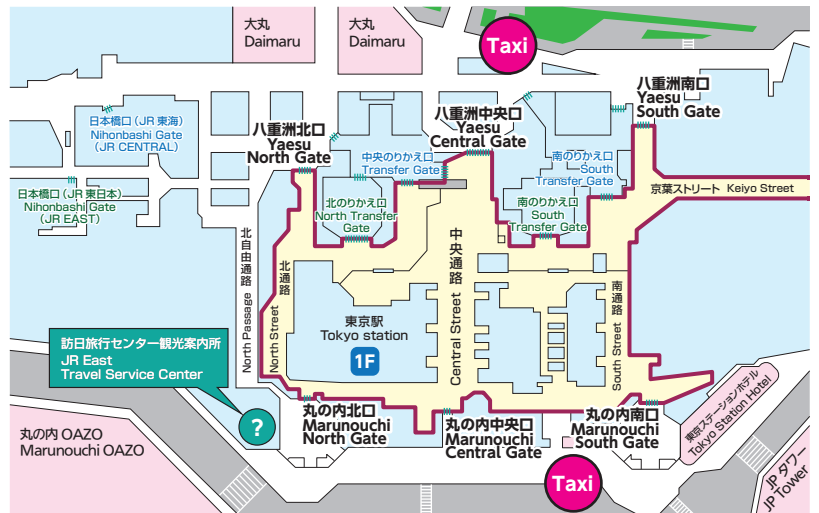 大丸
Daimaru
大丸
Daimaru
Taxi
日本橋口（JR 東海）
Nihonbashi Gate
(JR CENTRAL)
八重洲北口
Yaesu
North Gate
中央のりかえ口
Transfer Gate
八重洲中央口
Yaesu
Central Gate
八重洲南口
Yaesu
South Gate
南のりかえ口
South
Transfer Gate
日本橋口（JR 東日本）
Nihonbashi Gate
(JR EAST)
北のりかえ口
North Transfer
Gate
南のりかえ口
South
Transfer Gate
京葉ストリート Keiyo Street
北自由通路
North Passage
北通路
North Street
中央通路
Central Street
南通路
South Street
東京駅
Tokyo station
1F
訪日旅行センター観光案内所
JR East
Travel Service Center
?
丸の内 OAZO
Marunouchi OAZO
丸の内北口
Marunouchi
North Gate
丸の内中央口
Marunouchi
Central Gate
丸の内南口
Marunouchi
South Gate
東京ステーションホテル
Tokyo Station Hotel
Taxi
JP タワー
JP Tower